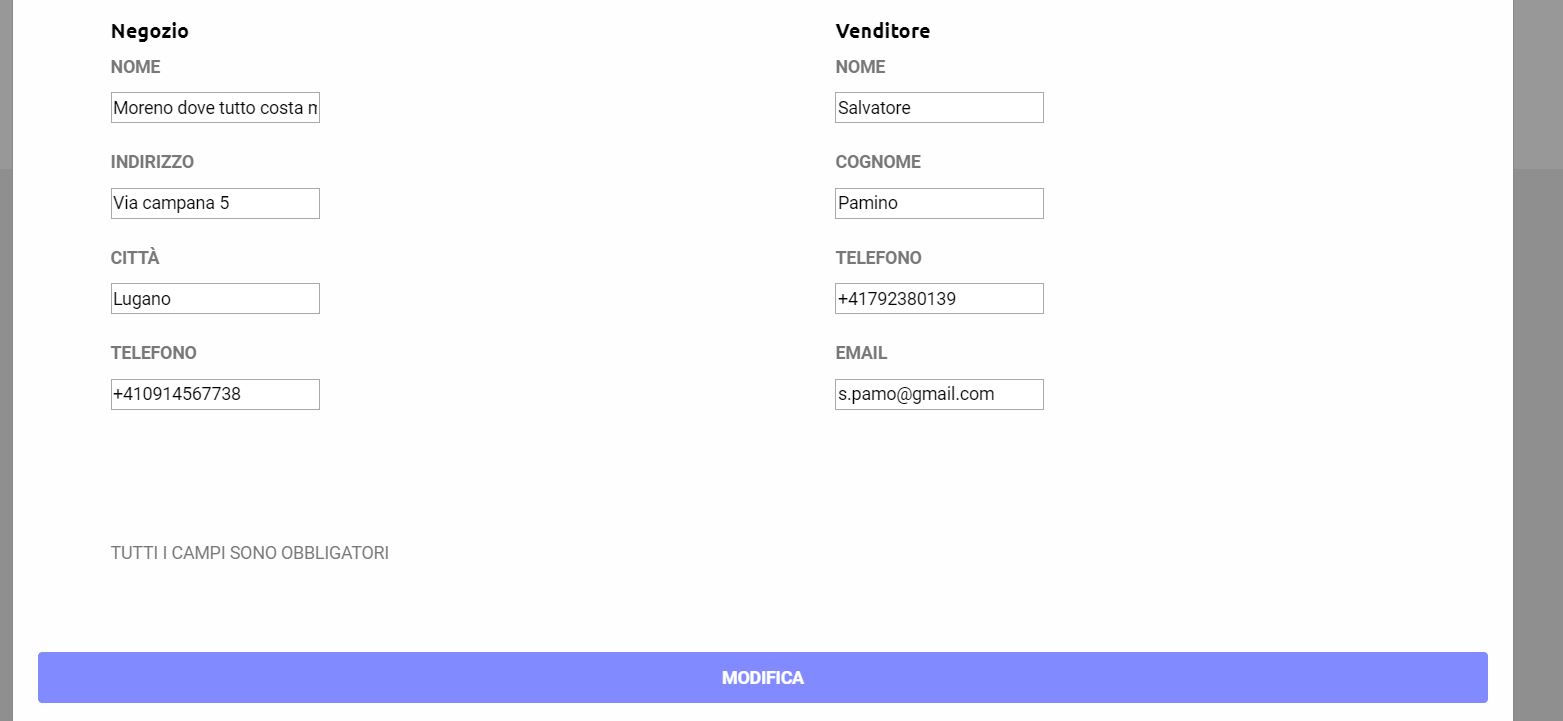 Negozio
NOME
Moreno dove tutto costa
INDIRIZZO
Via campana 5
CITTÀ
Lugano
TELEFONO
+410914567738
Venditore
NOME
Salvatore
COGNOME
Pamino
TELEFONO
+41792380139
EMAIL
s.pamo@gmail.com
TUTTI I CAMPI SONO OBBLIGATORI
MODIFICA